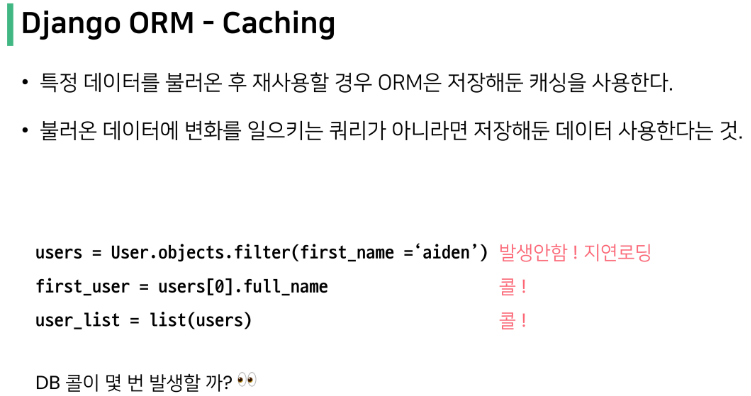 Django ORM - Caching
• 특정 데이터를 불러온 후 재사용할 경우 ORM은 저장해둔 캐싱을 사용한다.
• 불러온 데이터에 변화를 일으키는 쿼리가 아니라면 저장해둔 데이터 사용한다는 것.
users = User.objects.filter(first_name =‘aiden’) 발생안함 ! 지연로딩
first_user = users[0].full_name 콜 !
user_list = list(users) 콜 !
DB 콜이 몇 번 발생할 까? 👀